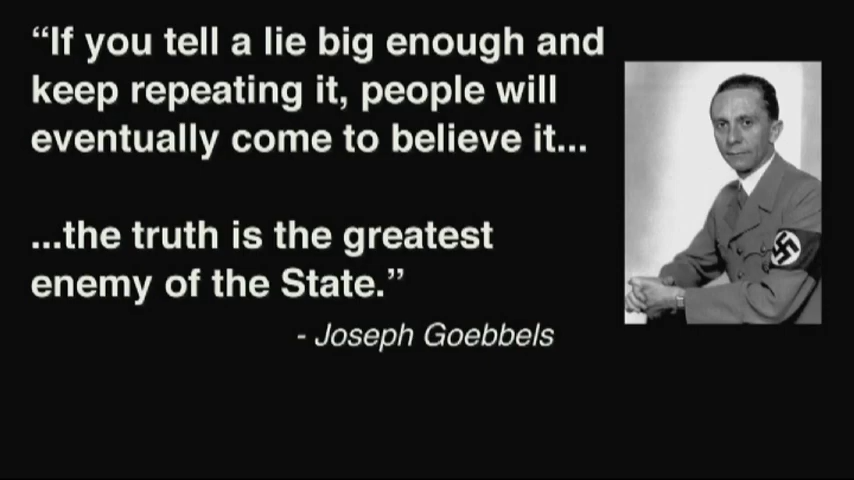 “If you tell a lie big enough and
keep repeating it, people will
eventually come to believe it...
...the truth is the greatest
enemy of the State.”
- Joseph Goebbels